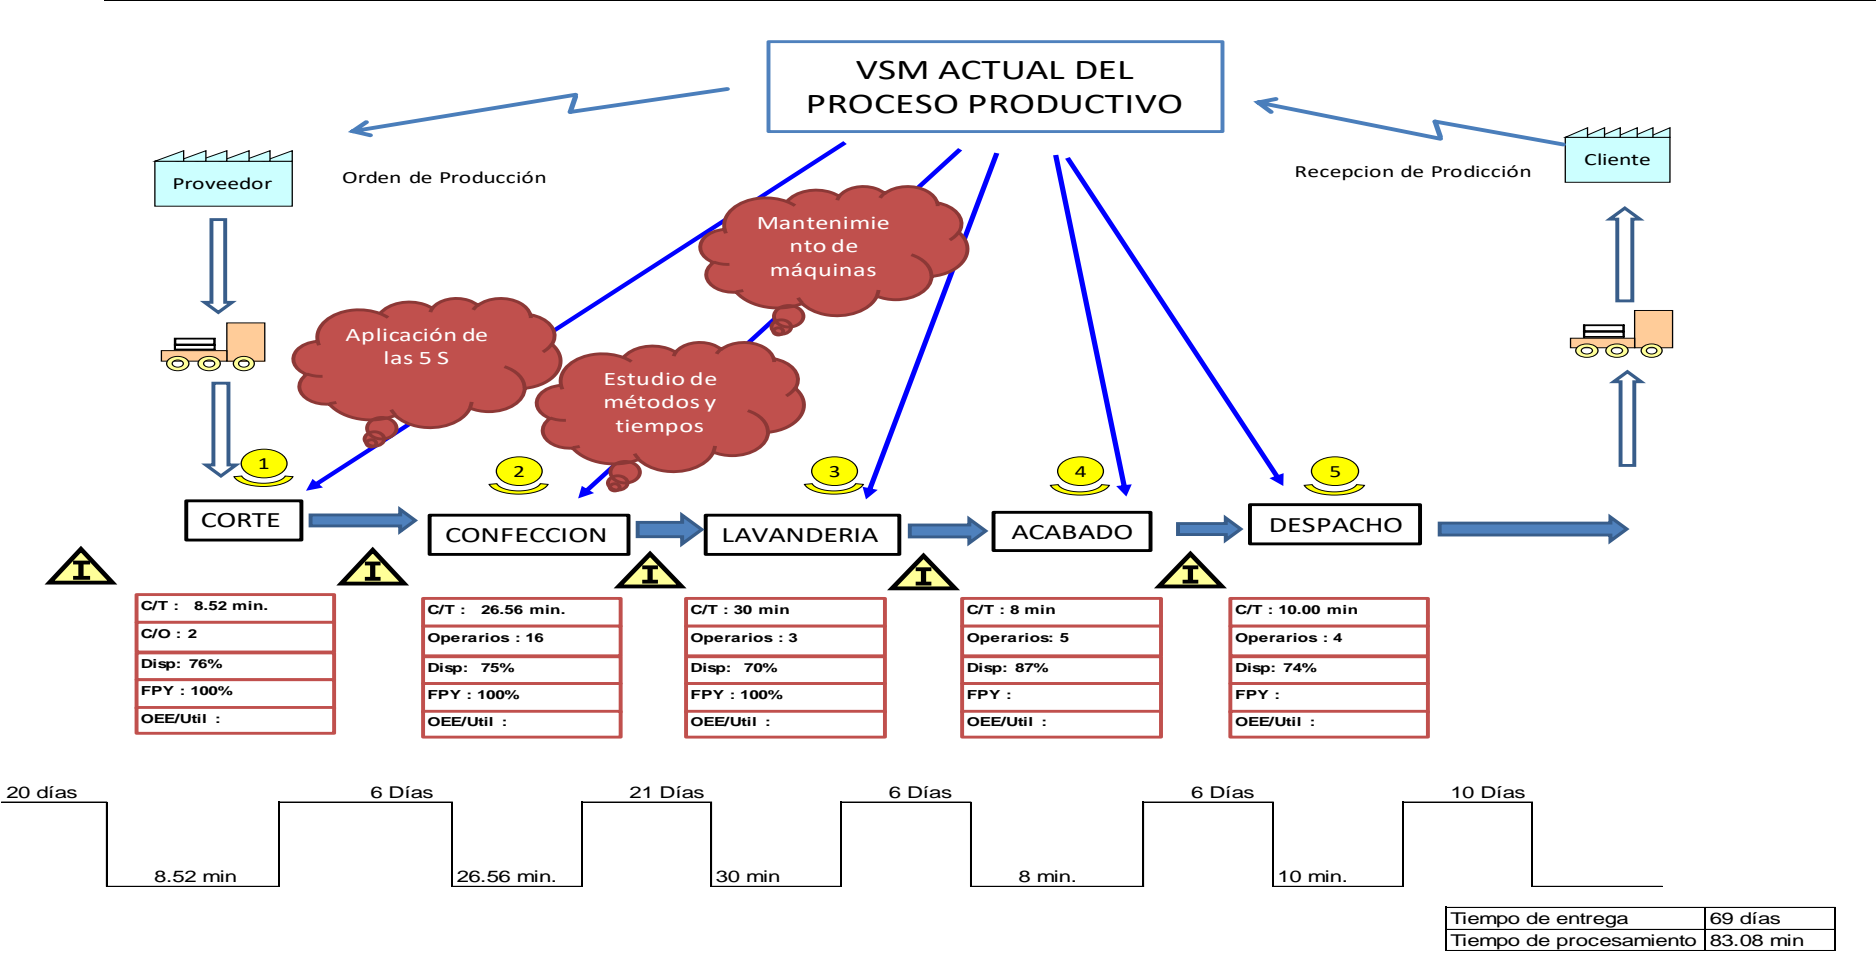 VSM ACTUAL DEL
PROCESO PRODUCTIVO
Proveedor
Orden de Producción
Recepcion de Prodicción
Cliente
Mantenimie
nto de
máquinas
Aplicación de
las 5 S
Estudio de
métodos y
tiempos
1
2
3
4
5
CORTE
CONFECCION
LAVANDERIA
ACABADO
DESPACHO
I
I
I
I
I
C/T : 8.52 min.
C/O : 2
Disp: 76%
FPY : 100%
OEE/Util :
C/T : 26.56 min.
Operarios : 16
Disp: 75%
FPY : 100%
OEE/Util :
C/T : 30 min
Operarios : 3
Disp: 70%
FPY : 100%
OEE/Util :
C/T : 8 min
Operarios: 5
Disp: 87%
FPY :
OEE/Util :
C/T : 10.00 min
Operarios : 4
Disp: 74%
FPY :
OEE/Util :
20 días
6 Días
21 Días
6 Días
6 Días
10 Días
8.52 min
26.56 min.
30 min
8 min.
10 min.
Tiempo de entrega 69 días
Tiempo de procesamiento 83.08 min